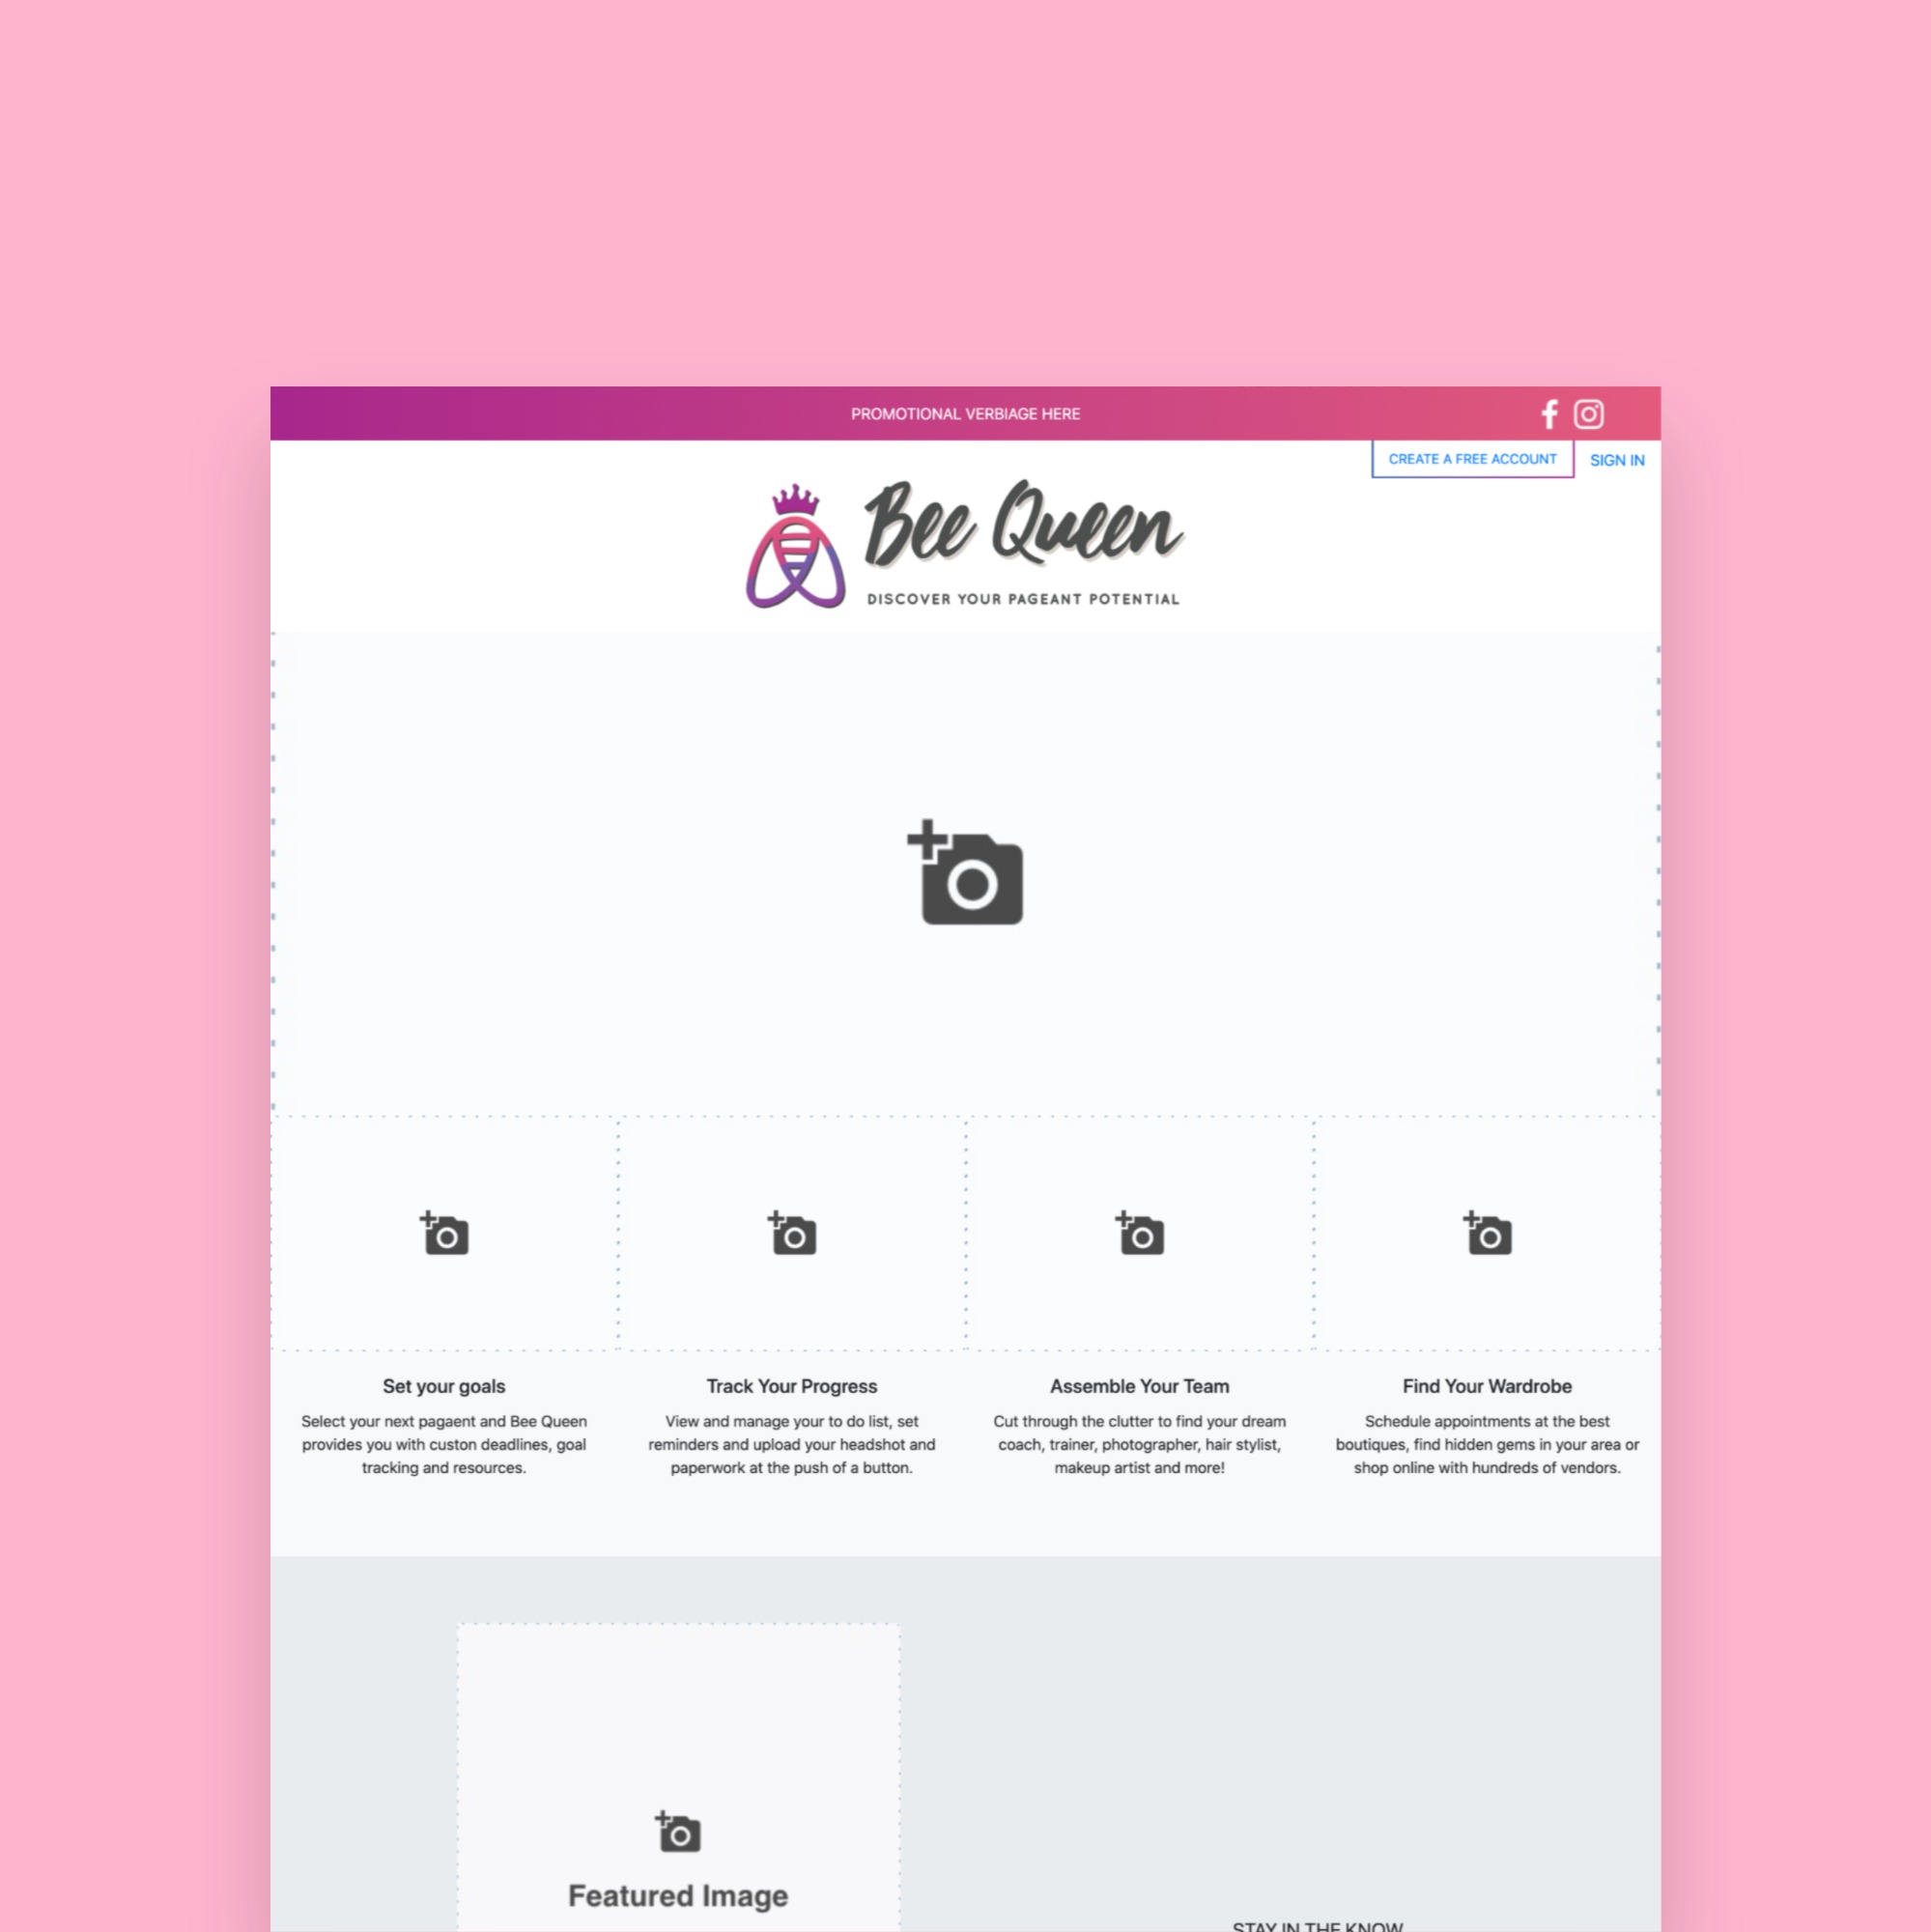 PROMOTIONAL VERBIAGE HERE
CREATE A FREE ACCOUNT
SIGN IN
Bee Queen
DISCOVER YOUR PAGEANT POTENTIAL
Set your goals
Select your next pagaent and Bee Queen
provides you with custon deadlines, goal
tracking and resources.
Track Your Progress
View and manage your to do list, set
reminders and upload your headshot and
paperwork at the push of a button.
Assemble Your Team
Cut through the clutter to find your dream
coach, trainer, photographer, hair stylist,
makeup artist and more!
Find Your Wardrobe
Schedule appointments at the best
boutiques, find hidden gems in your area or
shop online with hundreds of vendors.
Featured Image
STAY IN THE KNOW